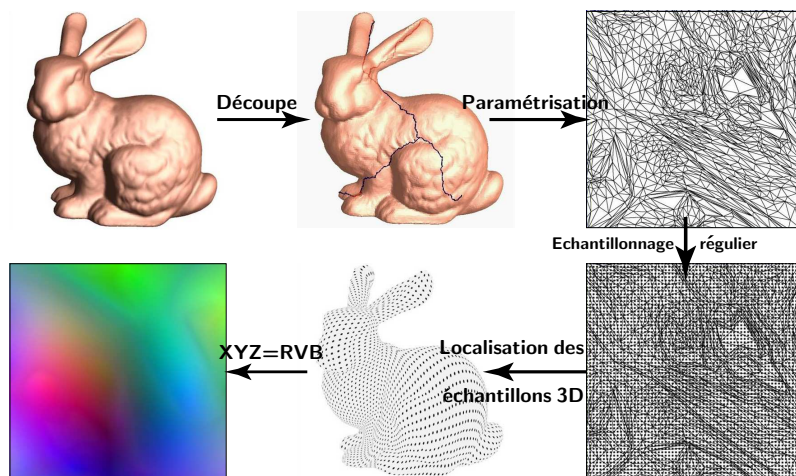 Découpe
Paramétrisation
Echantillonnage régulier
Localisation des
échantillons 3D
XYZ=RVB